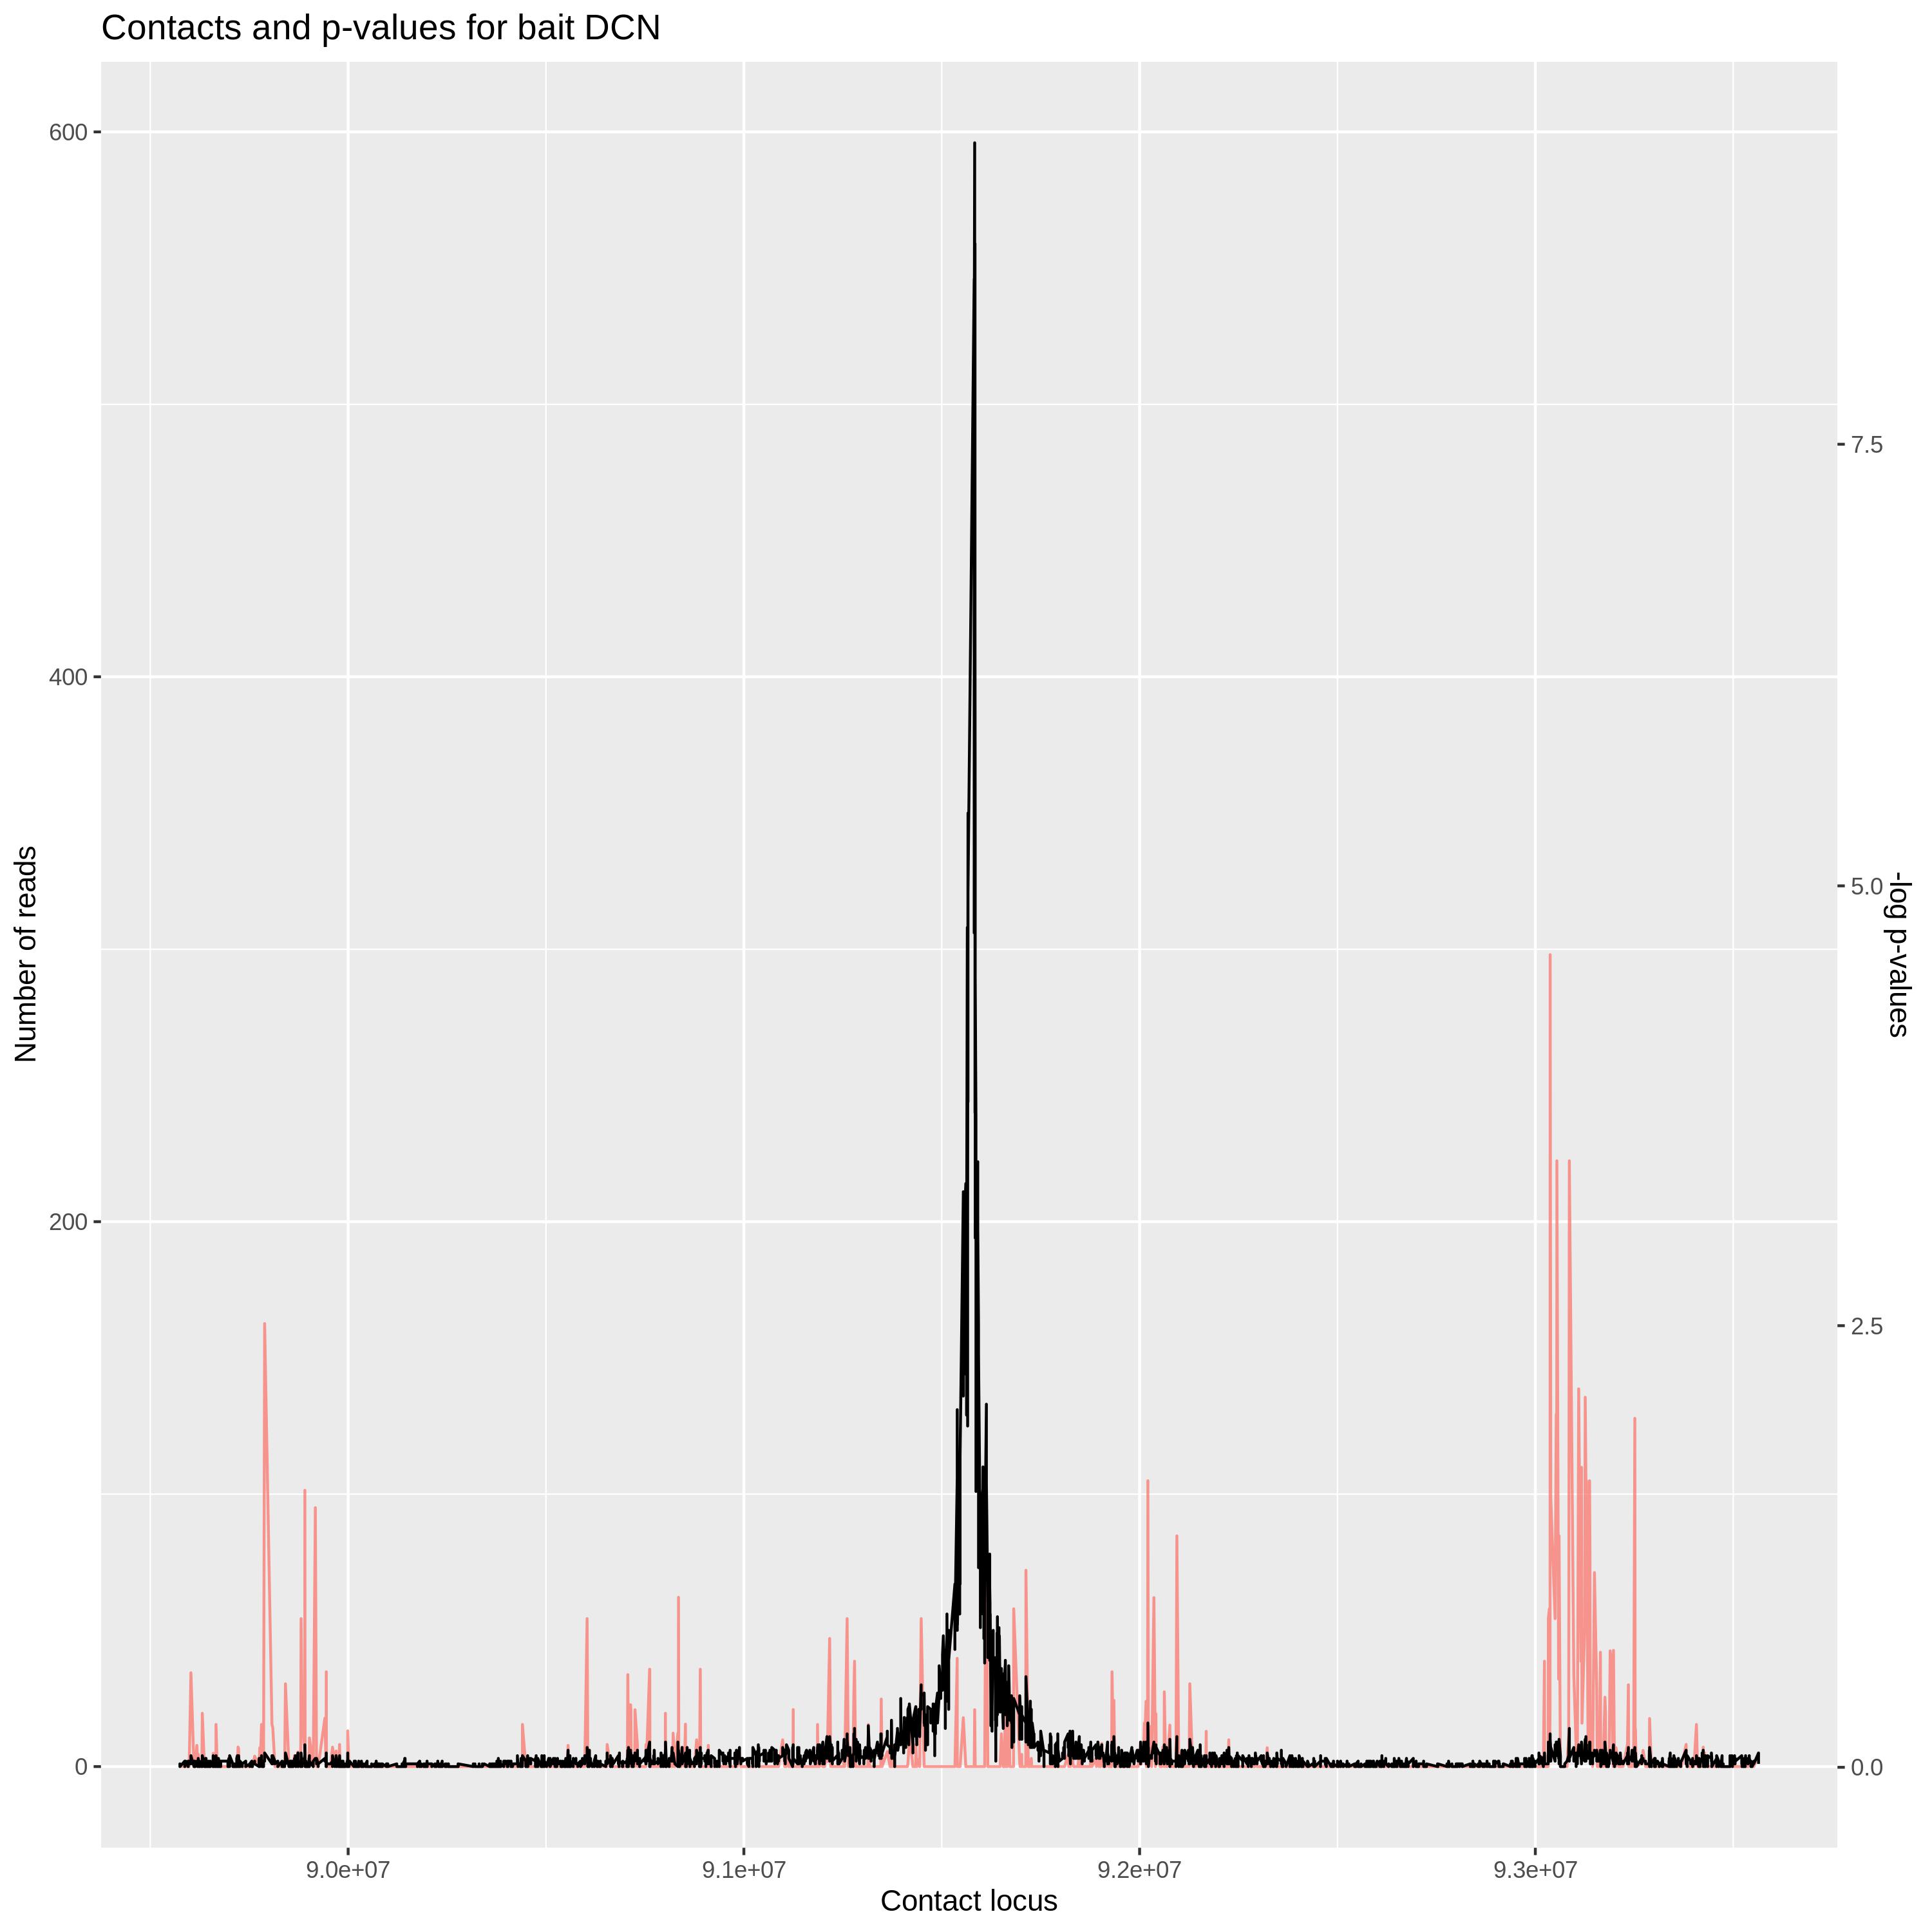 Contacts and p-values for bait DCN
600
400
200
0
Number of reads
7.5
5.0
2.5
0.0
-log p-values
9.0e+07 9.1e+07 9.2e+07 9.3e+07
Contact locus